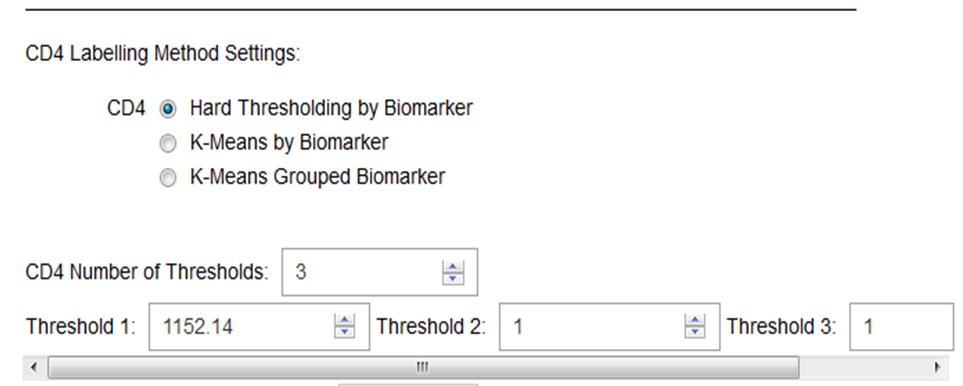 CD4 Labelling Method Settings:
CD4 Hard Thresholding by Biomarker
K-Means by Biomarker
K-Means Grouped Biomarker
CD4 Number of Thresholds: 3
Threshold 1: 1152.14 Threshold 2: 1 Threshold 3: 1